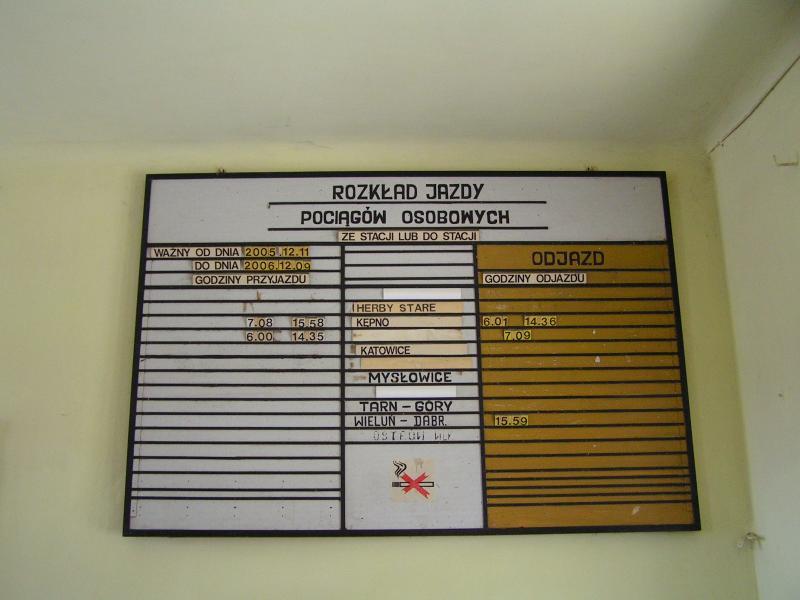 ROZKŁAD JAZDY
POCIĄGÓW OSOBOWYCH
ZE STACJI LUB DO STACJI
WAŻNY OD DNIA 2005.12.11
DO DNIA 2006.12.09
GODZINY PRZYJAZDU
7.08 15.58
6.00 14.35
HERBY STARE
KĘPNO
KATOWICE
MYSŁOWICE
TARN - GÓRY
WIELUŃ - DĄBR.
ODJAZD
GODZINY ODJAZDU
6.01 14.36
7.09
15.59